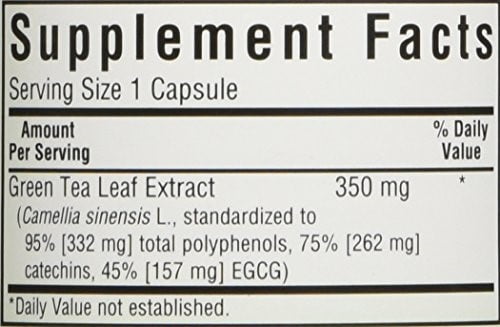 Supplement Facts
Serving Size 1 Capsule
Amount Per Serving % Daily Value
Green Tea Leaf Extract 350 mg *
(Camellia sinensis L., standardized to
95% [332 mg] total polyphenols, 75% [262 mg]
catechins, 45% [157 mg] EGCG)
*Daily Value not established.